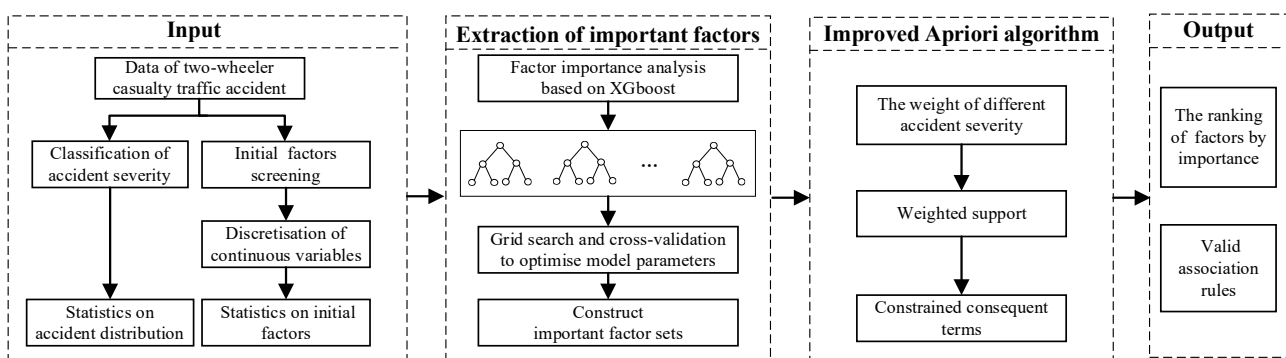 Input
Data of two-wheeler
casualty traffic accident
Classification of
accident severity
Initial factors
screening
Discretisation of
continuous variables
Statistics on
accident distribution
Statistics on initial
factors
Extraction of important factors
Factor importance analysis
based on XGboost
...
Grid search and cross-validation
to optimise model parameters
Construct
important factor sets
Improved Apriori algorithm
The weight of different
accident severity
Weighted support
Constrained consequent
terms
Output
The ranking
of factors by
importance
Valid
association
rules